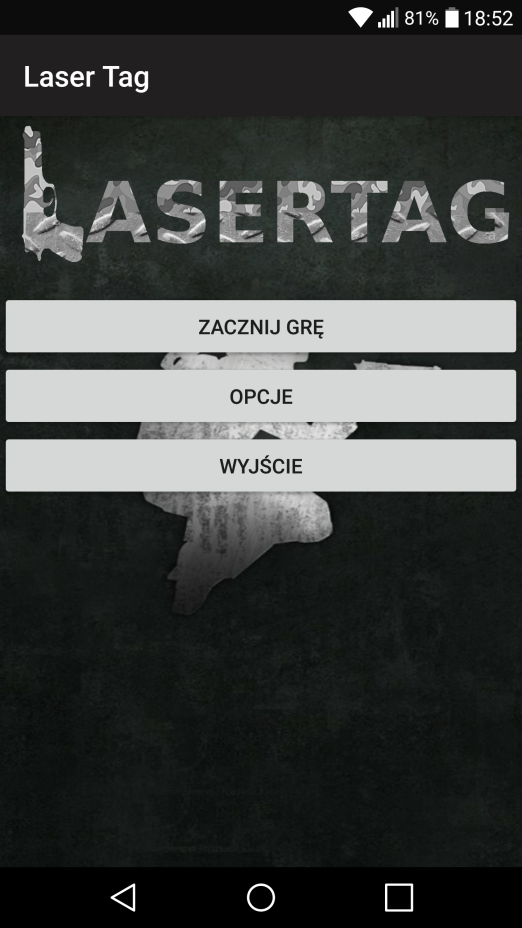 81% 18:52
Laser Tag
LASERTAG
ZACZNIJ GRĘ
OPCJE
WYJŚCIE